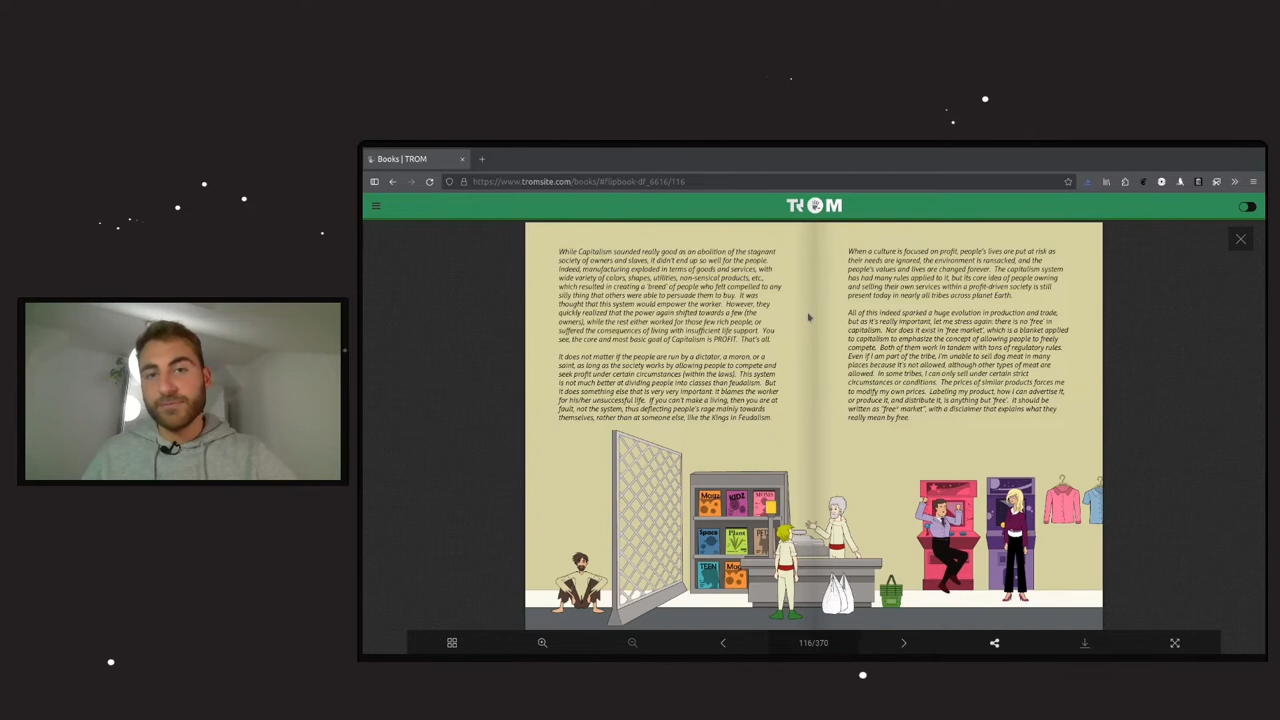 Books | TROM
https://www.tromsite.com/books/#flipbook-df_6616/116
TROM
While Capitalism sounded really good as an abolition of the stagnant
society of owners and slaves, it didn't end up so well for the people.
Indeed, manufacturing exploded in terms of goods and services, with
wide variety of colors, shapes, utilities, non-sensical products, etc.,
which resulted in creating a 'breed' of people who felt compelled to any
silly thing that others were able to persuade them to buy. It was
thought that this system would empower the worker. However, they
quickly realized that the power again shifted towards a few (the
owners), while the rest either worked for those few rich people, or
suffered the consequences of living with insufficient life support. You
see, the core and most basic goal of Capitalism is PROFIT. That's all.
It does not matter if the people are run by a dictator, a moron, or a
saint, as long as the society works by allowing people to compete and
seek profit under certain circumstances (within the laws). This system
is not much better at dividing people into classes than feudalism. But
it does something else that is very very important: it blames the worker
for his/her unsuccessful life. If you can't make a living, then you are at
fault, not the system, thus deflecting people's rage mainly towards
themselves, rather than at someone else, like the Kings in Feudalism.
When a culture is focused on profit, people's lives are put at risk as
their needs are ignored, the environment is ransacked, and the
people's values and lives are changed forever. The capitalism system
has had many rules applied to it, but its core idea of people owning
and selling their own services within a profit-driven society is still
present today in nearly all tribes across planet Earth.
All of this indeed sparked a huge evolution in production and trade,
but as it's really important, let me stress again: there is no 'free' in
capitalism. Nor does it exist in 'free market', which is a blanket applied
to capitalism to emphasize the concept of allowing people to freely
compete. Both of them work in tandem with tons of regulatory rules.
Even if I am part of the tribe, I'm unable to sell dog meat in many
places because it's not allowed, although other types of meat are
allowed. In some tribes, I can only sell under certain strict
circumstances or conditions. The prices of similar products forces me
to modify my own prices. Labeling my product, how I can advertise it,
or produce it, and distribute it, is anything but 'free'. It should be
written as "free* market", with a disclaimer that explains what they
really mean by free.
KIDZ
MOMS
Space
Plant
PET
TEEN
116/370